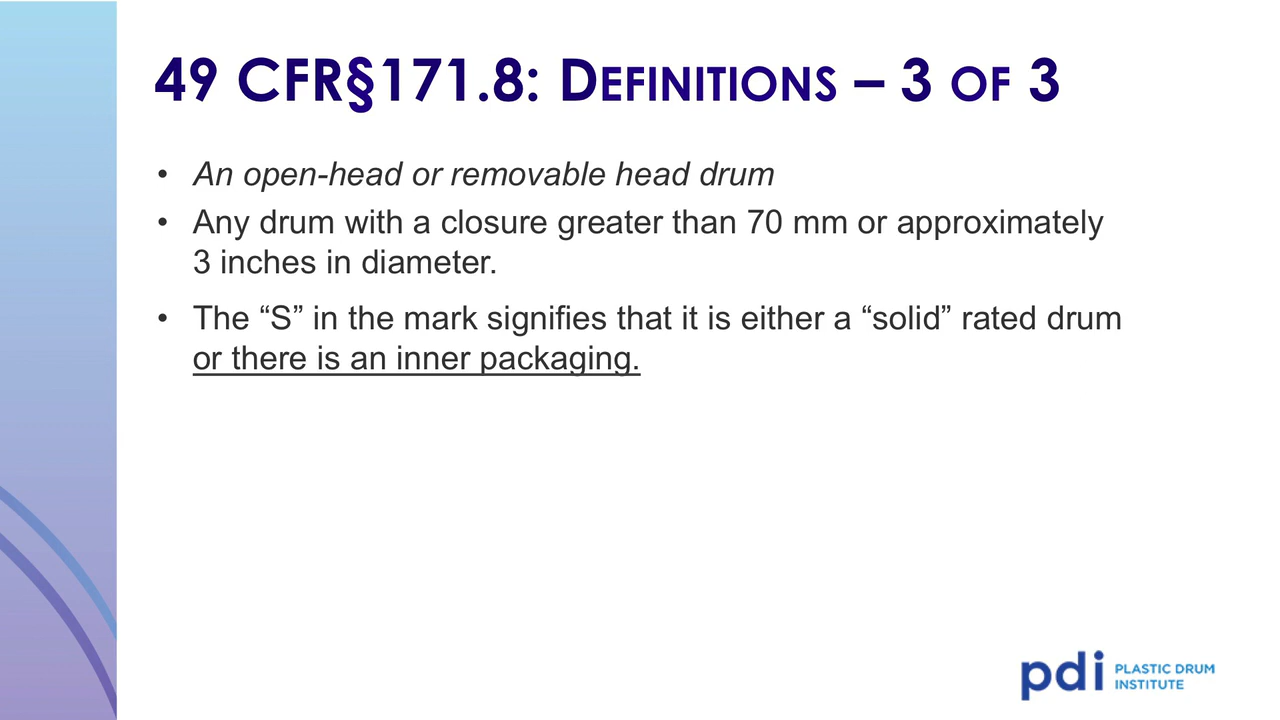 49 CFR§171.8: Definitions – 3 of 3
• An open-head or removable head drum
• Any drum with a closure greater than 70 mm or approximately
3 inches in diameter.
• The “S” in the mark signifies that it is either a “solid” rated drum
or there is an inner packaging.
pdi PLASTIC DRUM
INSTITUTE